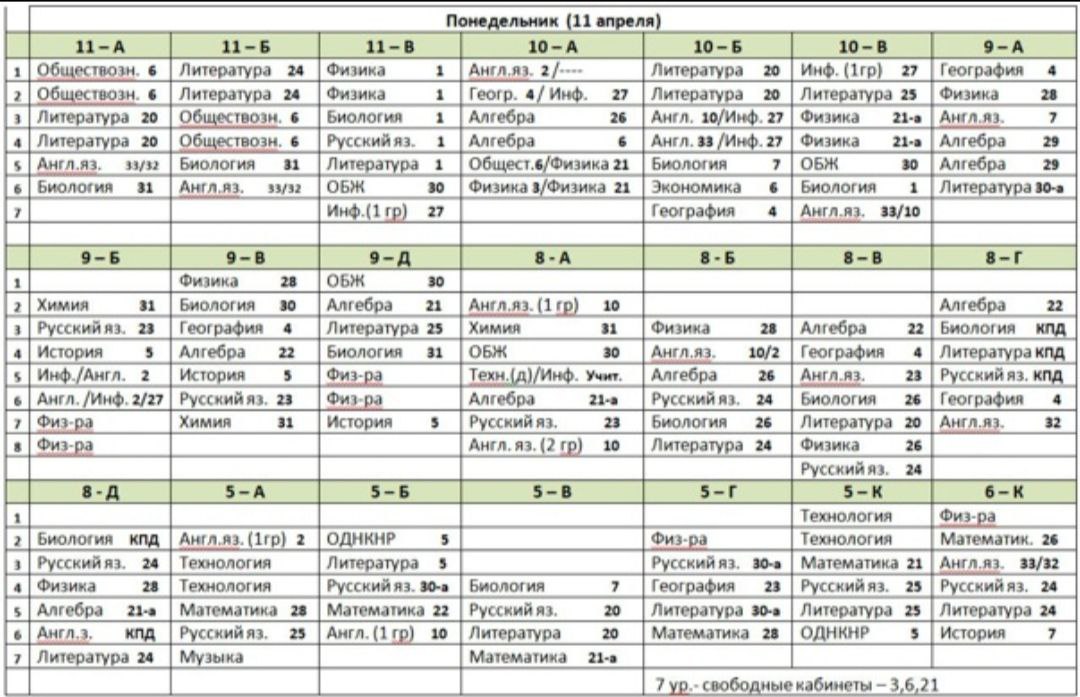 Понедельник (11 апреля)
11 – А 11 – Б 11 – В 10 – А 10 – Б 10 – В 9 – А
1 Обществозн. 6 Литература 24 Физика 1 Англ.яз. 2 /---- Литература 20 Инф. (1гр) 27 География 4
2 Обществозн. 6 Литература 24 Физика 1 Геогр. 4 / Инф. 27 Литература 20 Литература 25 Физика 28
3 Литература 20 Обществозн. 6 Биология 1 Алгебра 26 Англ. 10/Инф. 27 Физика 21-а Англ.яз. 7
4 Литература 20 Обществозн. 6 Русский яз. 1 Алгебра 6 Англ. 33 /Инф. 27 Физика 21-а Алгебра 29
5 Англ.яз. 33/32 Биология 31 Литература 1 Общест.6/Физика 21 Биология 7 ОБЖ 30 Алгебра 29
6 Биология 31 Англ.яз. 33/32 ОБЖ 30 Физика 3/Физика 21 Экономика 6 Биология 1 Литература 30-а
7 Инф.(1 гр) 27 География 4 Англ.яз. 33/10
9 – Б 9 – В 9 – Д 8 - А 8 - Б 8 – В 8 – Г
1 Физика 28 ОБЖ 30
2 Химия 31 Биология 30 Алгебра 21 Англ.яз. (1 гр) 10 Алгебра 22
3 Русский яз. 23 География 4 Литература 25 Химия 31 Физика 28 Алгебра 22 Биология КПД
4 История 5 Алгебра 22 Биология 31 ОБЖ 30 Англ.яз. 10/2 География 4 Литература КПД
5 Инф./Англ. 2 История 5 Физ-ра Техн.(д)/Инф. Учит. Алгебра 26 Англ.яз. 23 Русский яз. КПД
6 Англ. /Инф. 2/27 Русский яз. 23 Физ-ра Алгебра 21-а Русский яз. 24 Биология 26 География 4
7 Физ-ра Химия 31 История 5 Русский яз. 23 Биология 26 Литература 20 Англ.яз. 32
8 Физ-ра Англ. яз. (2 гр) 10 Литература 24 Физика 26
Русский яз. 24
8 - Д 5 – А 5 – Б 5 – В 5 – Г 5 – К 6 – К
1 Технология Физ-ра
2 Биология КПД Англ.яз. (1гр) 2 ОДНКНР 5 Физ-ра Технология Математик. 26
3 Русский яз. 24 Технология Литература 5 Русский яз. 30-а Математика 21 Англ.яз. 33/32
4 Физика 28 Технология Русский яз. 30-а Биология 7 География 23 Русский яз. 25 Русский яз. 24
5 Алгебра 21-а Математика 28 Математика 22 Русский яз. 20 Литература 30-а Литература 25 Литература 24
6 Англ.з. КПД Русский яз. 25 Англ. (1 гр) 10 Литература 20 Математика 28 ОДНКНР 5 История 7
7 Литература 24 Музыка Математика 21-а
7 ур.- свободные кабинеты – 3,6,21